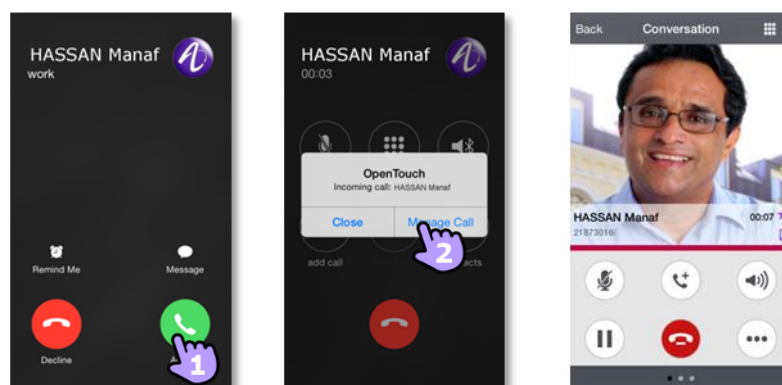 HASSAN Manaf
work
Remind Me
Message
Decline
1
HASSAN Manaf
00:03
OpenTouch
Incoming call: HASSAN Manaf
Close
Manage Call
add call
2
Back
Conversation
HASSAN Manaf
00:07
21873016